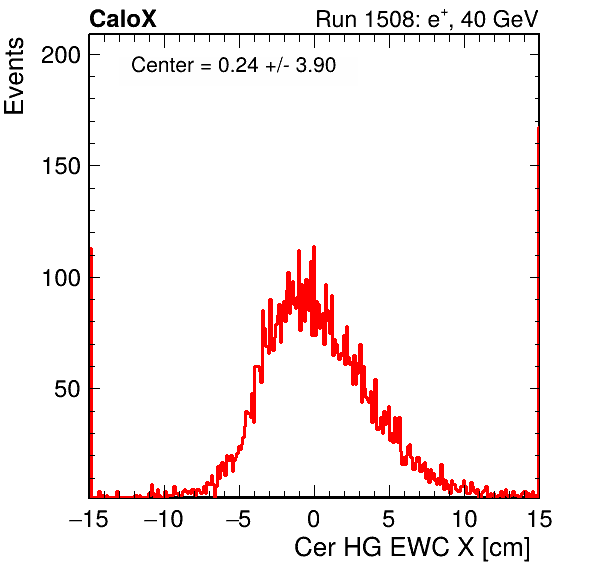 CaloX
Run 1508: e+, 40 GeV
Events
Center = 0.24 +/- 3.90
200
150
100
50
−15 −10 −5 0 5 10 15
Cer HG EWC X [cm]